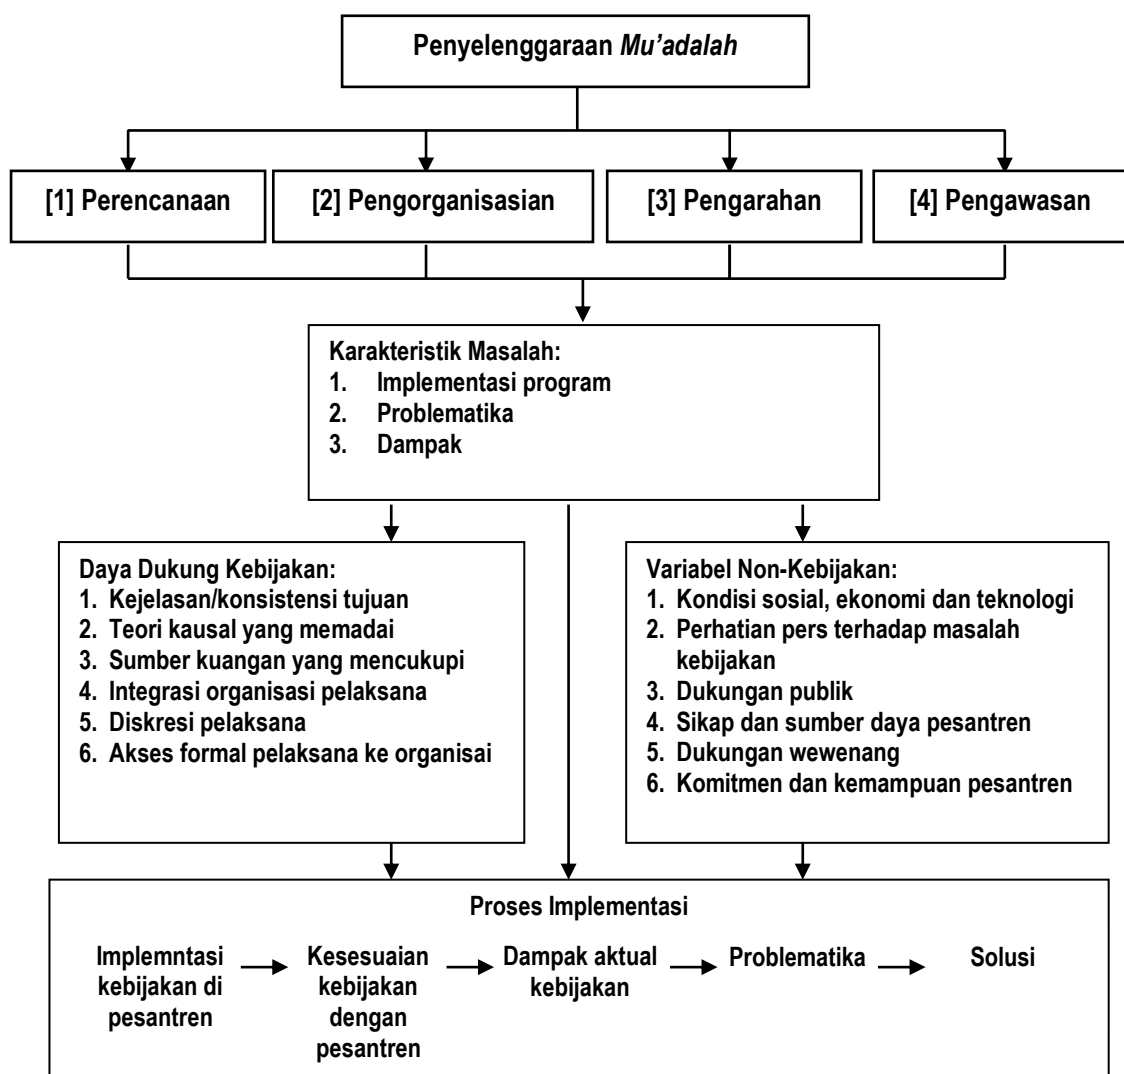 Penyelenggaraan Mu’adalah
[1] Perencanaan
[2] Pengorganisasian
[3] Pengarahan
[4] Pengawasan
Karakteristik Masalah:
1. Implementasi program
2. Problematika
3. Dampak
Daya Dukung Kebijakan:
1. Kejelasan/konsistensi tujuan
2. Teori kausal yang memadai
3. Sumber kuangan yang mencukupi
4. Integrasi organisasi pelaksana
5. Diskresi pelaksana
6. Akses formal pelaksana ke organisai
Variabel Non-Kebijakan:
1. Kondisi sosial, ekonomi dan teknologi
2. Perhatian pers terhadap masalah
kebijakan
3. Dukungan publik
4. Sikap dan sumber daya pesantren
5. Dukungan wewenang
6. Komitmen dan kemampuan pesantren
Proses Implementasi
Implemntasi
kebijakan di
pesantren
Kesesuaian
kebijakan
dengan
pesantren
Dampak aktual
kebijakan
Problematika
Solusi